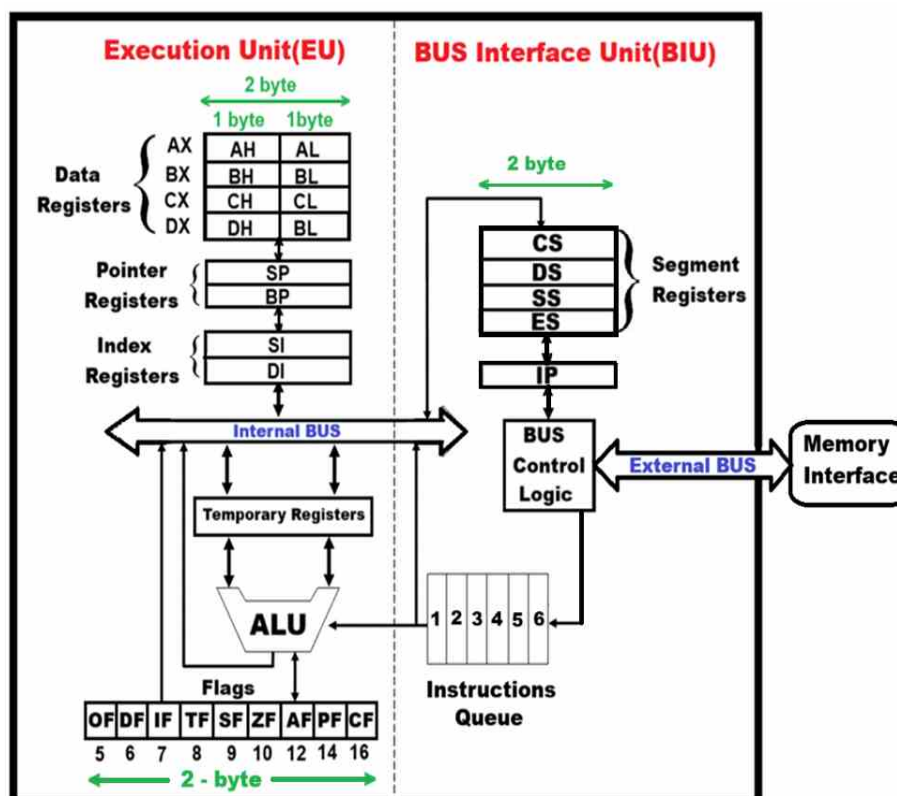 Execution Unit(EU)
BUS Interface Unit(BIU)
2 byte
1 byte 1byte
Data
Registers
AX AH AL
BX BH BL
CX CH CL
DX DH BL
Pointer
Registers
SP
BP
Index
Registers
SI
DI
2 byte
CS
DS
SS
ES
Segment
Registers
IP
Internal BUS
BUS
Control
Logic
External BUS
Memory
Interface
Temporary Registers
ALU
1 2 3 4 5 6
Instructions
Queue
Flags
OF DF IF TF SF ZF AF PF CF
5 6 7 8 9 10 12 14 16
2 - byte